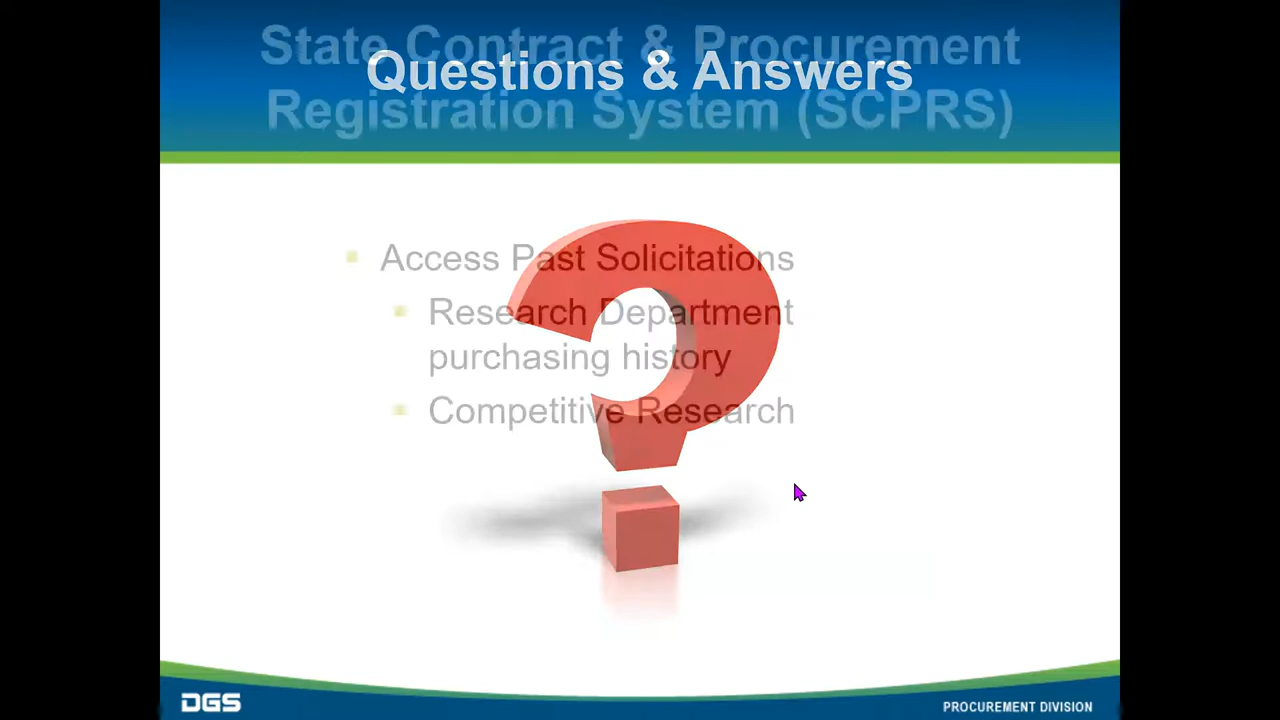 State Contract & Procurement
Questions & Answers
Registration System (SCPRS)
Access Past Solicitations
Research Department
purchasing history
Competitive Research
DGS
PROCUREMENT DIVISION